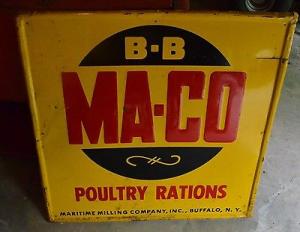 B·B
MA·CO
POULTRY RATIONS
MARITIME MILLING COMPANY, INC., BUFFALO, N. Y.